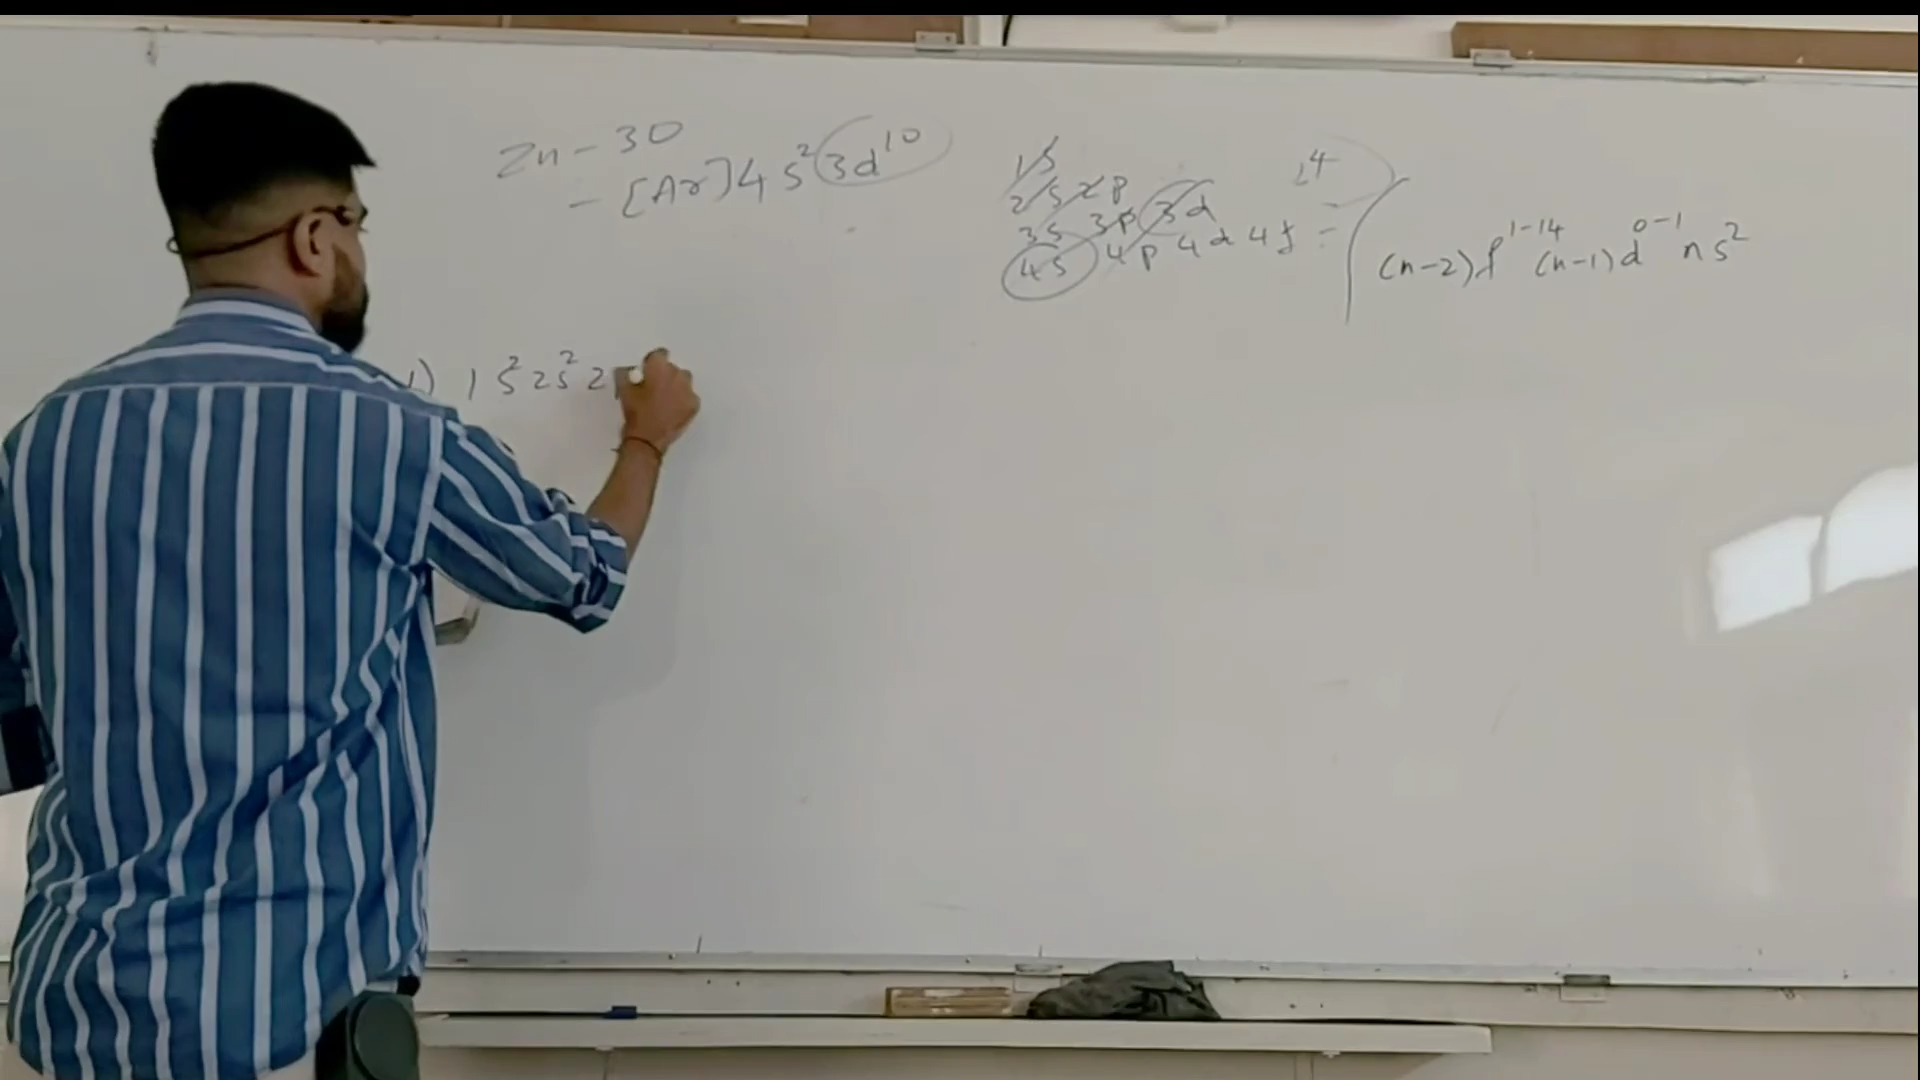 Zn - 30
- [Ar] 4s² 3d¹⁰
1s
2s 2p
3s 3p 3d
4s 4p 4d 4f
14
(n-2)f¹⁻¹⁴ (n-1)d⁰⁻¹ ns²
1) 1s² 2s² 2